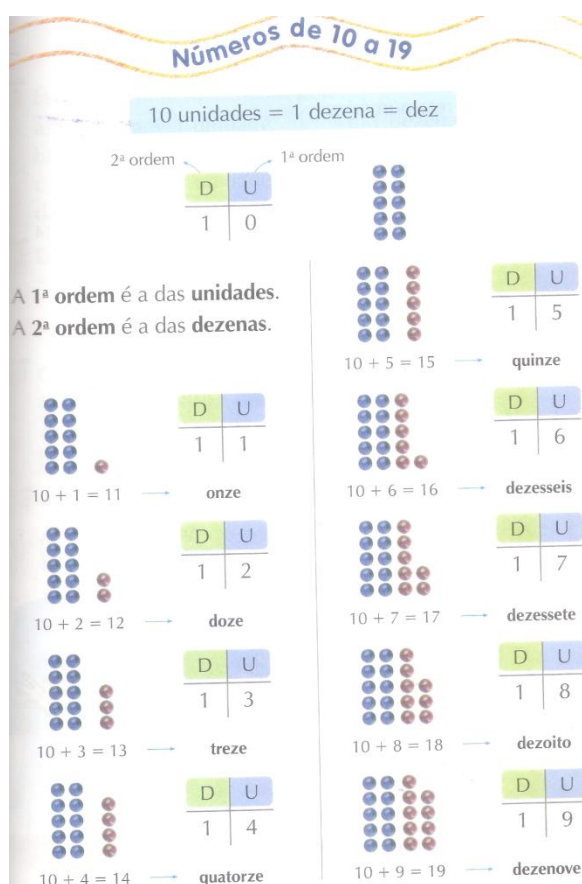 Números de 10 a 19
10 unidades = 1 dezena = dez
2ª ordem 1ª ordem
D U
1 0
A 1ª ordem é a das unidades.
A 2ª ordem é a das dezenas.
D U
1 1
10 + 1 = 11 → onze
D U
1 2
10 + 2 = 12 → doze
D U
1 3
10 + 3 = 13 → treze
D U
1 4
10 + 4 = 14 → quatorze
D U
1 5
10 + 5 = 15 → quinze
D U
1 6
10 + 6 = 16 → dezesseis
D U
1 7
10 + 7 = 17 → dezessete
D U
1 8
10 + 8 = 18 → dezoito
D U
1 9
10 + 9 = 19 → dezenove